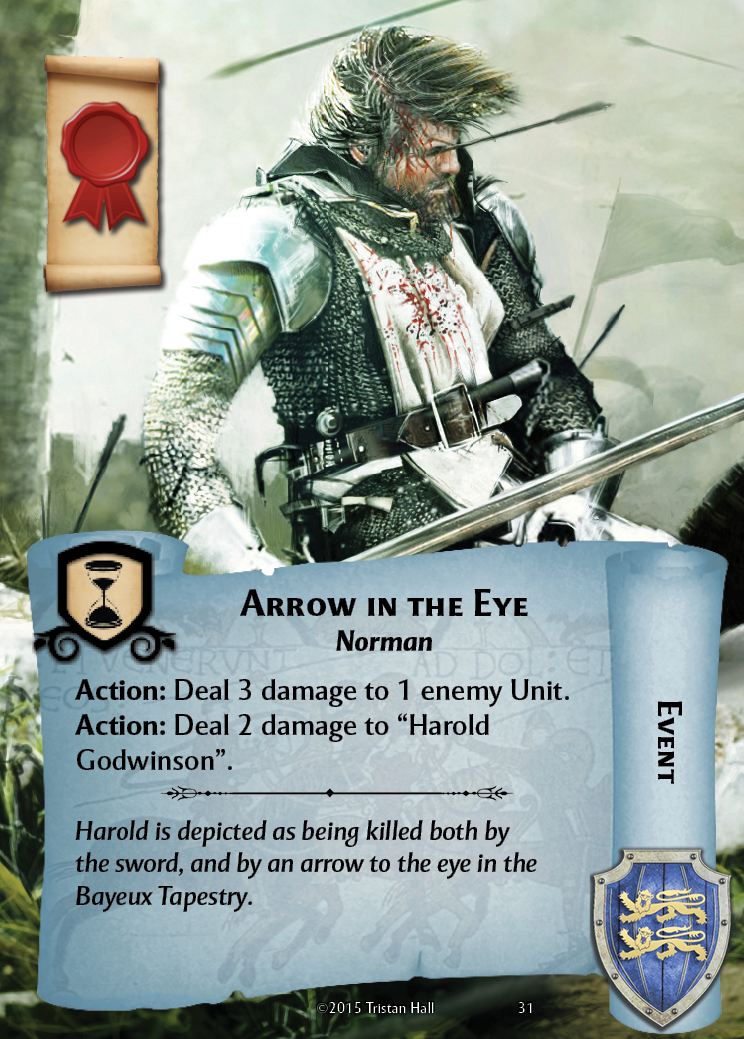 Arrow in the Eye
Norman
Action: Deal 3 damage to 1 enemy Unit.
Action: Deal 2 damage to “Harold
Godwinson”.
Harold is depicted as being killed both by
the sword, and by an arrow to the eye in the
Bayeux Tapestry.
Event
©2015 Tristan Hall
31